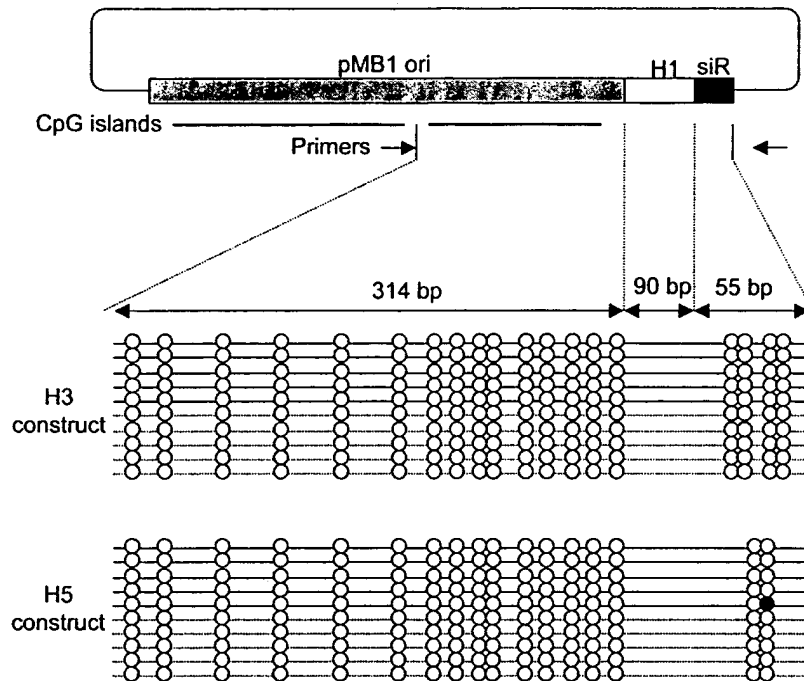 pMB1 ori
H1
siR
CpG islands
Primers
314 bp
90 bp
55 bp
H3
construct
H5
construct